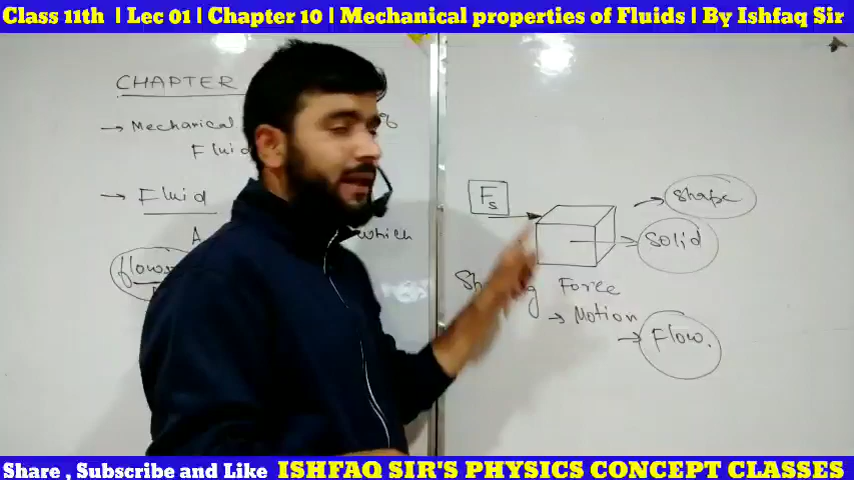 Class 11th | Lec 01 | Chapter 10 | Mechanical properties of Fluids | By Ishfaq Sir
CHAPTER
→ Mechanical
Fluid
→ Fluid
A which
flow
Fs
→ shape
solid
Force
→ Motion
→ Flow.
Share , Subscribe and Like ISHFAQ SIR'S PHYSICS CONCEPT CLASSES